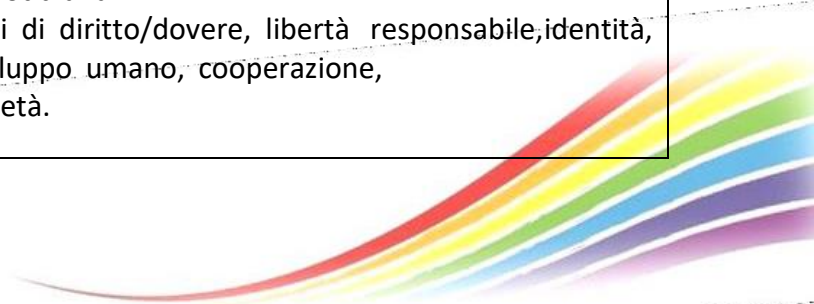 i di diritto/dovere, libertà responsabile,identità,
luppo umano, cooperazione,
età.